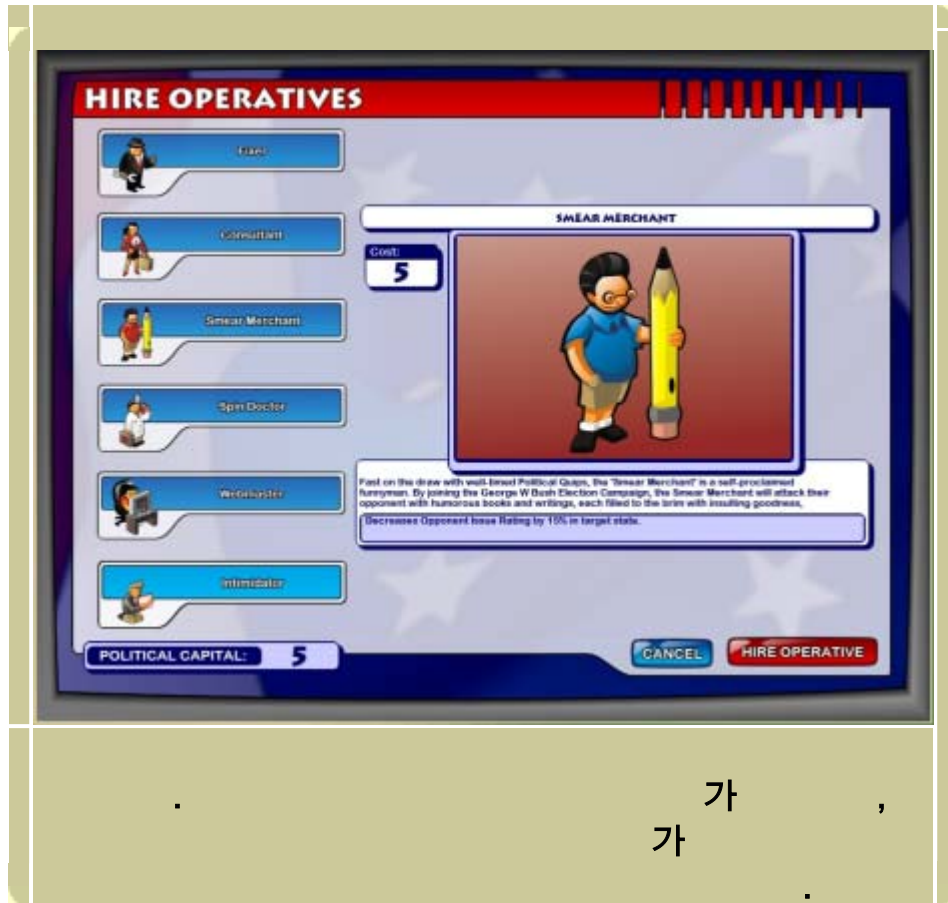 HIRE OPERATIVES
Fixer
Consultant
Smear Merchant
Spin Doctor
Webmaster
Intimidator
SMEAR MERCHANT
Cost:
5
Fast on the draw with well-timed Political Quips, the 'Smear Merchant' is a self-proclaimed
funnyman. By joining the George W Bush Election Campaign, the Smear Merchant will attack their
opponent with humorous books and writings, each filled to the brim with insulting goodness,
Decreases Opponent Issue Rating by 15% in target state.
POLITICAL CAPITAL: 5
CANCEL
HIRE OPERATIVE
. 가 ,
가
.